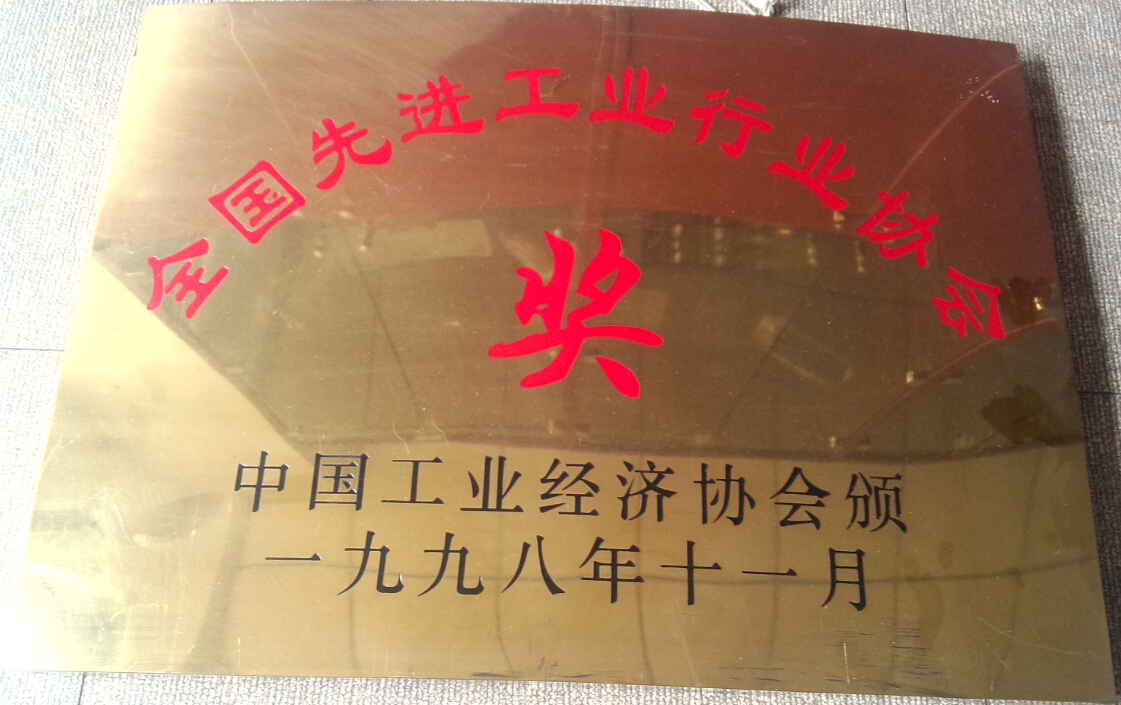 全国先进工业行业协会
奖
中国工业经济协会颁
一九九八年十一月